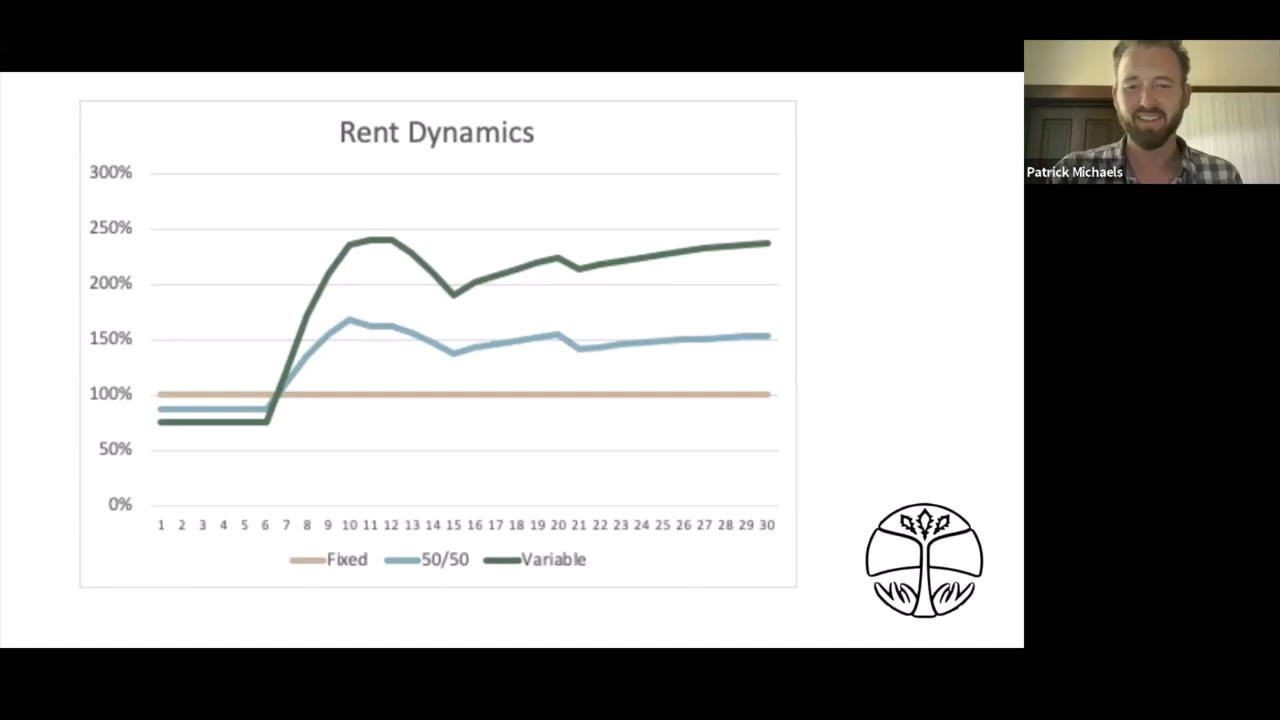 Rent Dynamics
300%
250%
200%
150%
100%
50%
0%
1 2 3 4 5 6 7 8 9 10 11 12 13 14 15 16 17 18 19 20 21 22 23 24 25 26 27 28 29 30
Fixed 50/50 Variable
Patrick Michaels